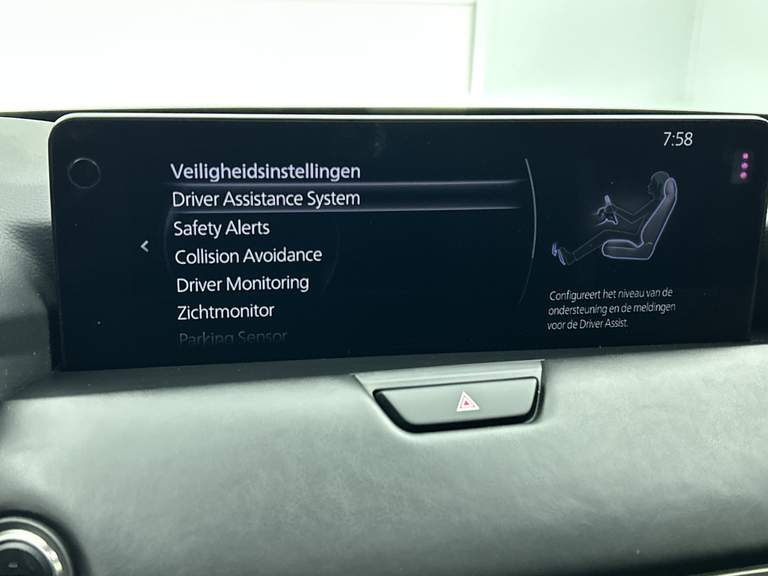 7:58
Veiligheidsinstellingen
Driver Assistance System
Safety Alerts
Collision Avoidance
Driver Monitoring
Zichtmonitor
Parking Sensor
Configureert het niveau van de
ondersteuning en de meldingen
voor de Driver Assist.